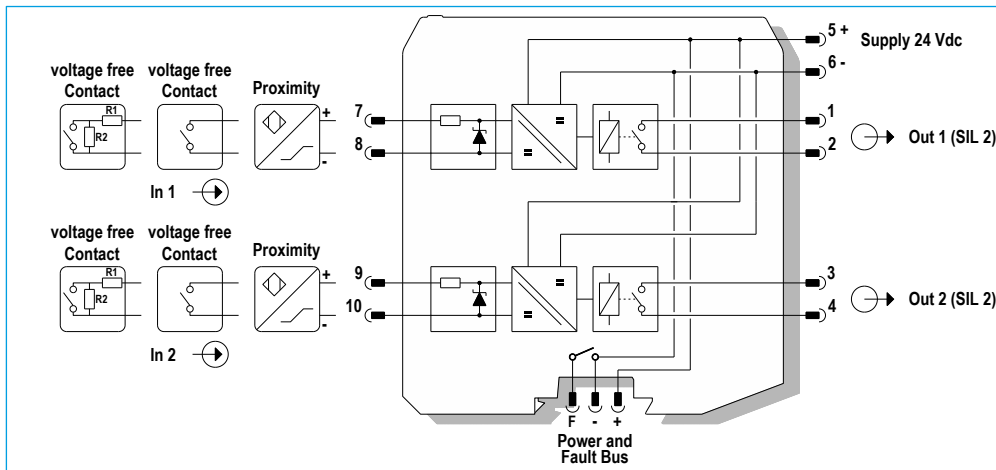 5 +
Supply 24 Vdc
6 -
voltage free
Contact
voltage free
Contact
Proximity
R1
R2
+
-
7
8
=
=
1
2
Out 1 (SIL 2)
In 1
voltage free
Contact
voltage free
Contact
Proximity
R1
R2
+
-
9
10
=
=
3
4
Out 2 (SIL 2)
In 2
F - +
Power and
Fault Bus